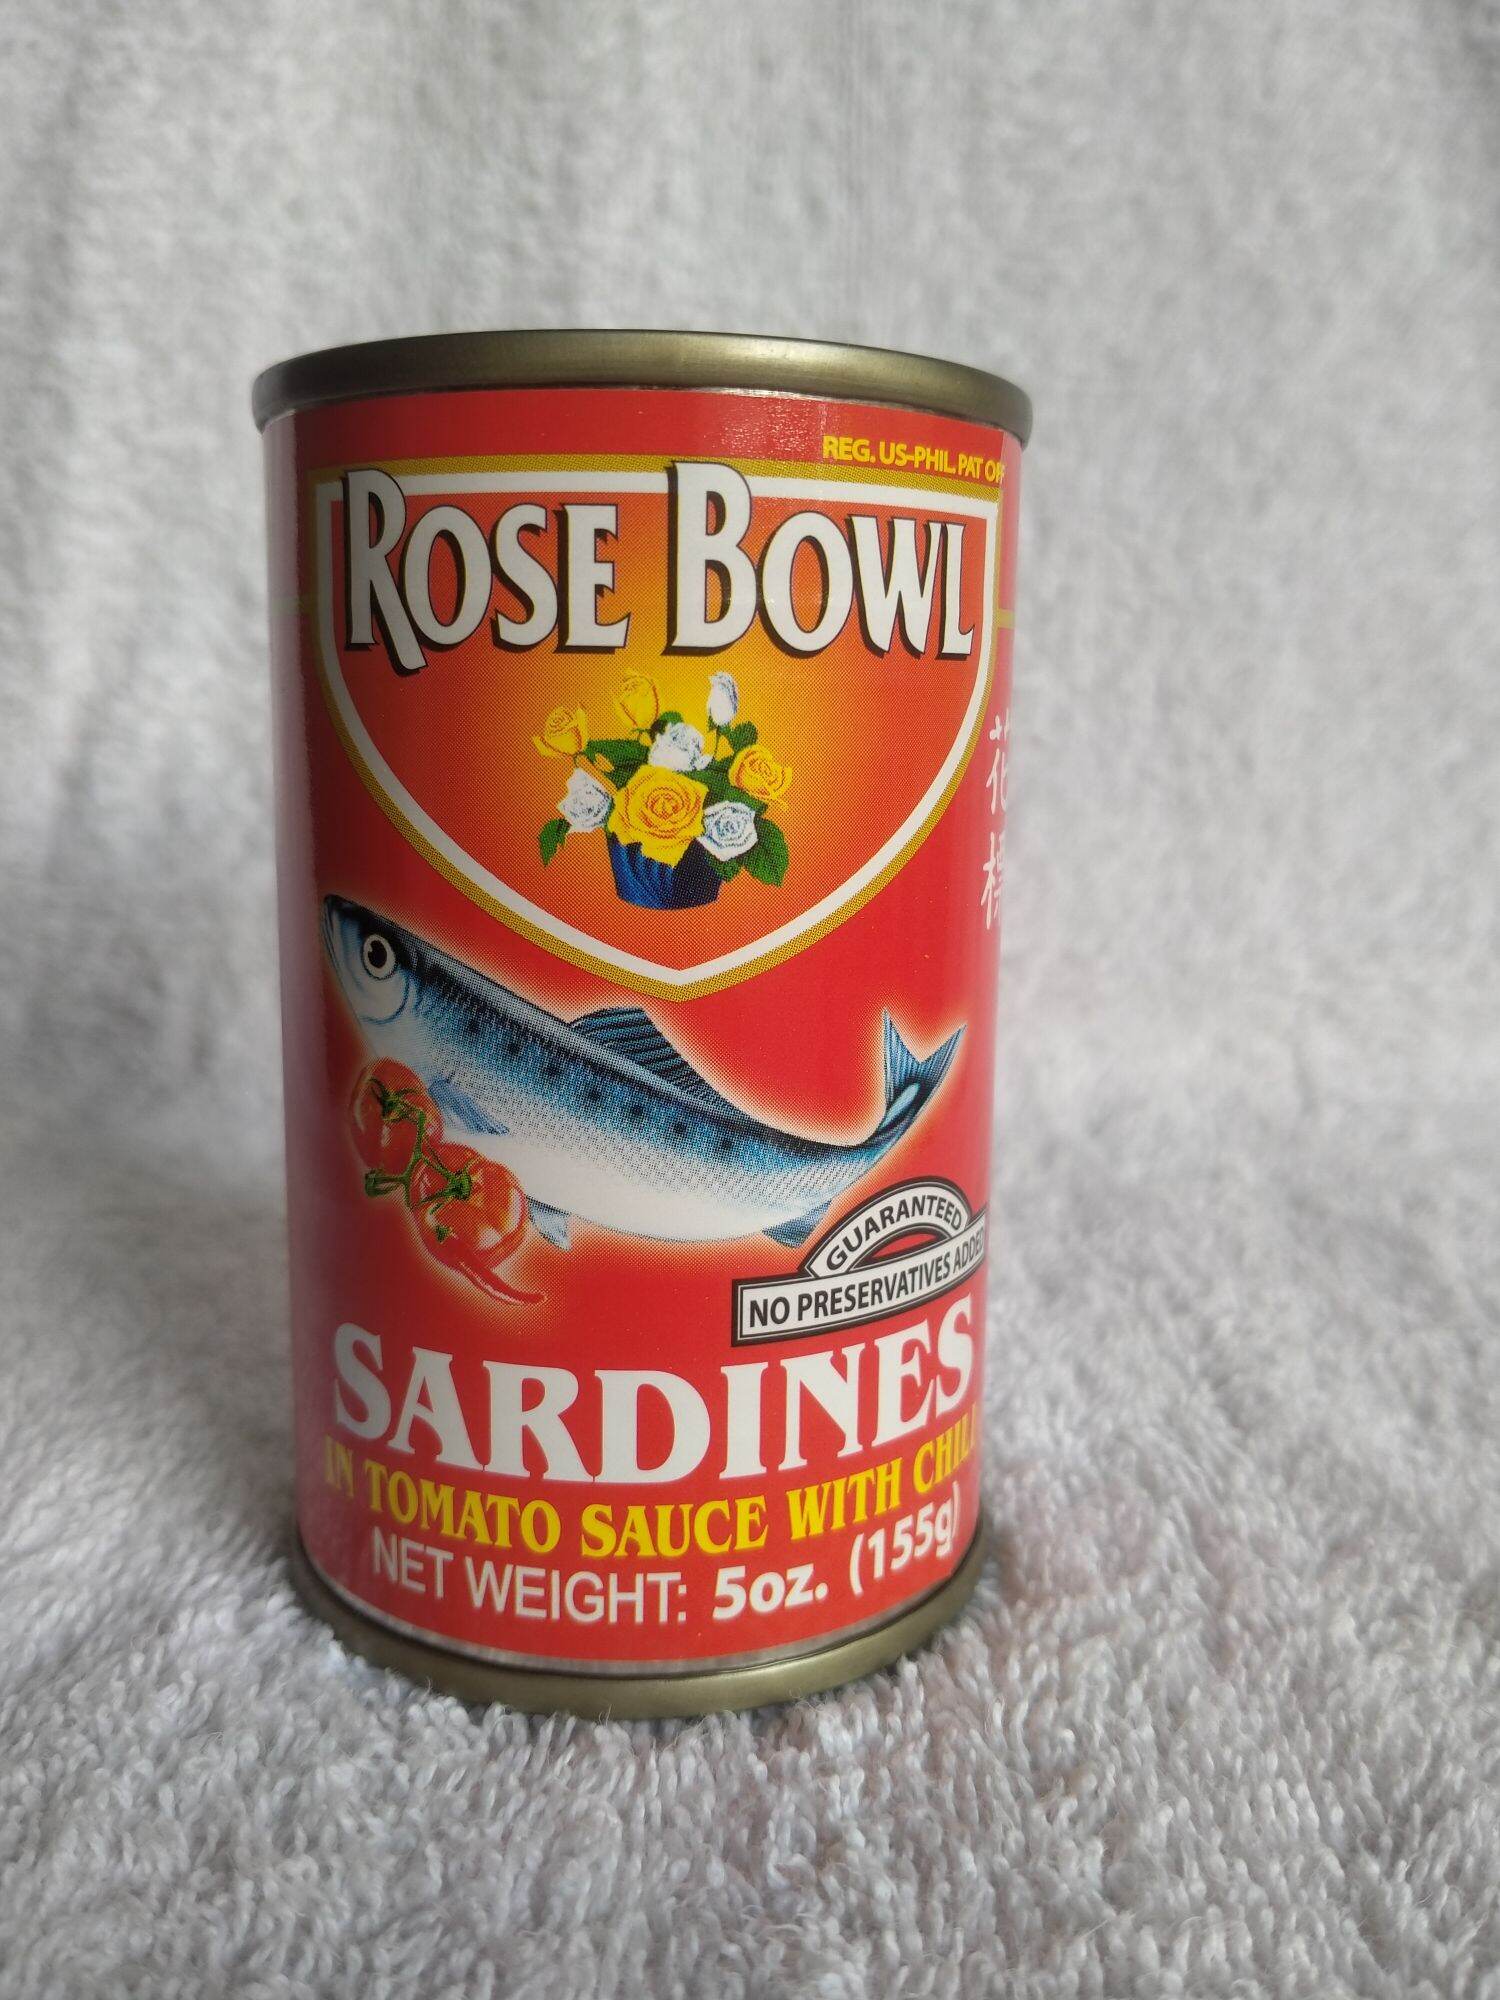 REG. US-PHIL. PAT OFF
ROSE BOWL
花
標
GUARANTEED
NO PRESERVATIVES ADDED
SARDINES
IN TOMATO SAUCE WITH CHILI
NET WEIGHT: 5oz. (155g)